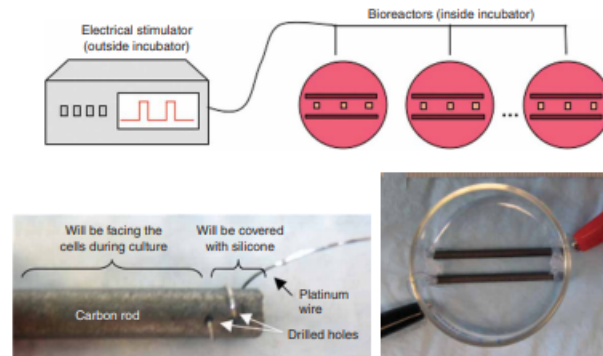 Electrical stimulator
(outside incubator)
Bioreactors (inside incubator)
...
Will be facing the
cells during culture
Will be covered
with silicone
Platinum
wire
Carbon rod
Drilled holes